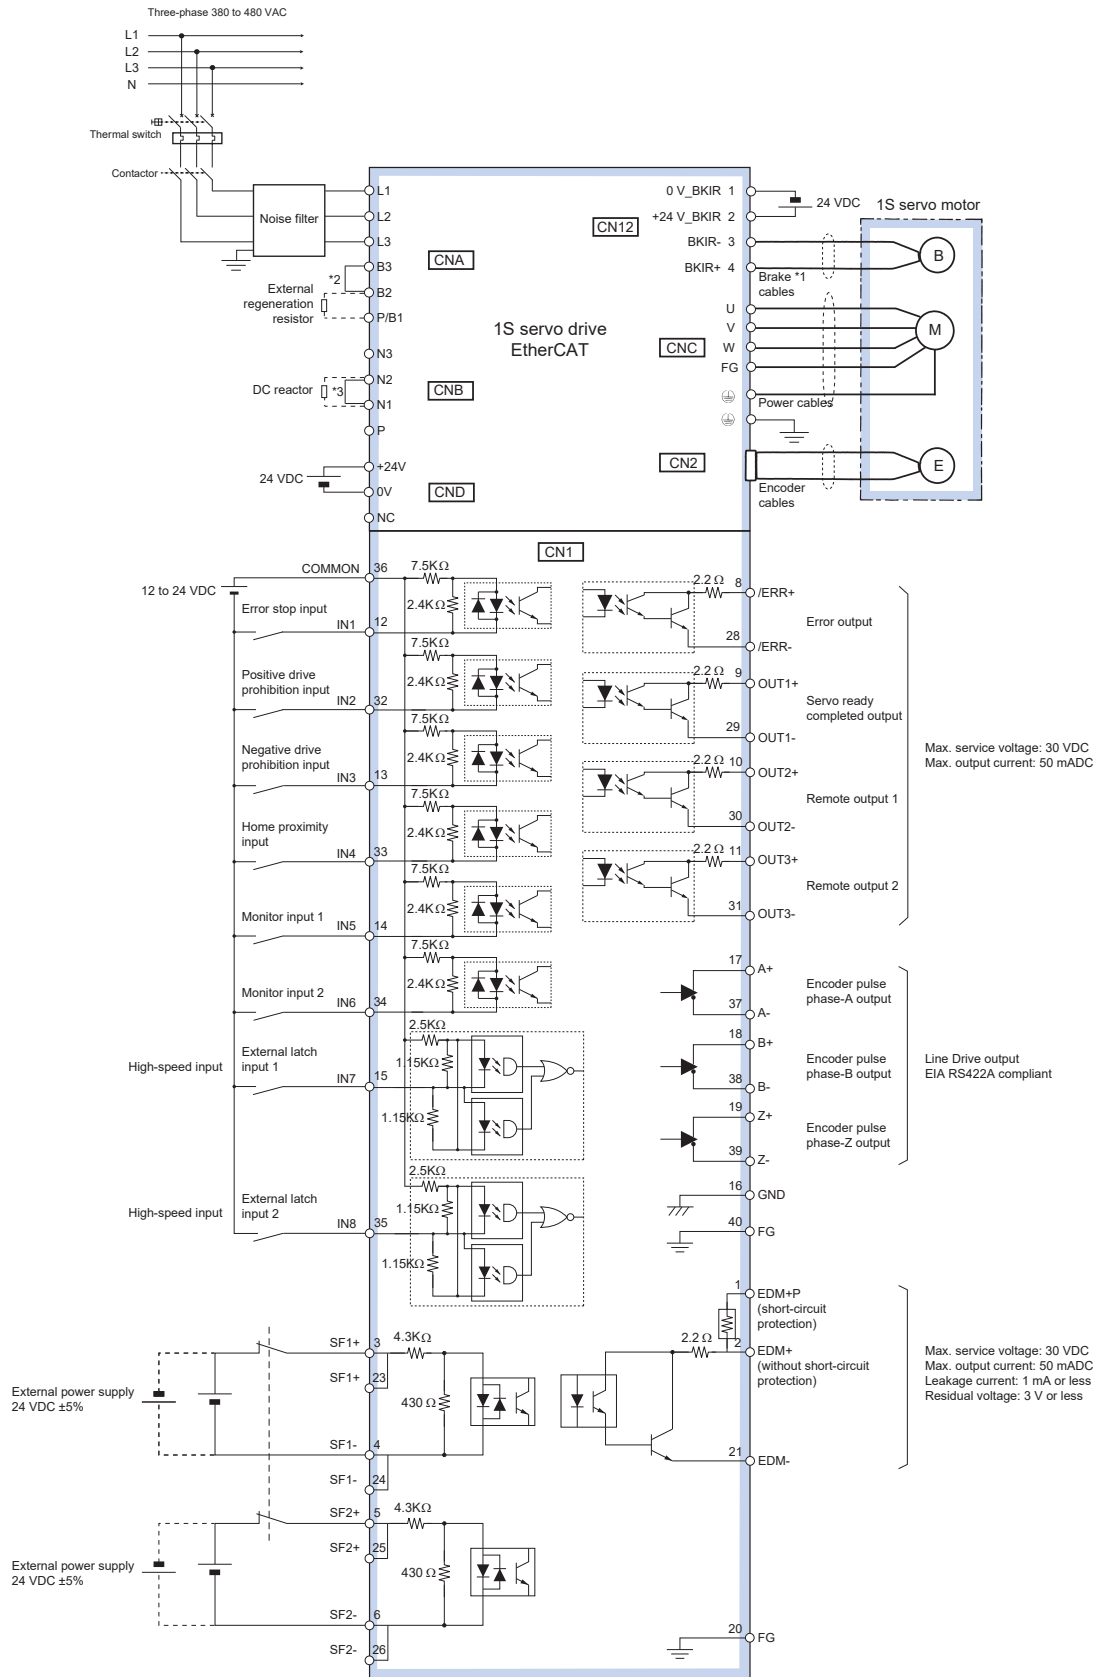 Three-phase 380 to 480 VAC
L1
L2
L3
N
Thermal switch
Contactor
Noise filter
L1
L2
L3
B3
*2
B2
External
regeneration
resistor
P/B1
N3
N2
DC reactor
*3
N1
P
+24V
24 VDC
0V
NC
CNA
CNB
CND
1S servo drive
EtherCAT
CN12
CNC
CN2
0 V_BKIR 1
+24 V_BKIR 2
BKIR- 3
BKIR+ 4
24 VDC
1S servo motor
B
Brake *1
cables
U
V
W
FG
M
Power cables
E
Encoder
cables
CN1
12 to 24 VDC
COMMON 36
7.5KΩ
2.4KΩ
Error stop input
IN1 12
7.5KΩ
2.4KΩ
Positive drive
prohibition input
IN2 32
7.5KΩ
2.4KΩ
Negative drive
prohibition input
IN3 13
7.5KΩ
2.4KΩ
Home proximity
input
IN4 33
7.5KΩ
2.4KΩ
Monitor input 1
IN5 14
7.5KΩ
2.4KΩ
Monitor input 2
IN6 34
2.5KΩ
1.15KΩ
High-speed input
External latch
input 1
IN7 15
1.15KΩ
2.5KΩ
1.15KΩ
High-speed input
External latch
input 2
IN8 35
1.15KΩ
2.2 Ω 8 /ERR+
Error output
28 /ERR-
2.2 Ω 9 OUT1+
Servo ready
completed output
29 OUT1-
2.2 Ω 10 OUT2+
Remote output 1
30 OUT2-
2.2 Ω 11 OUT3+
Remote output 2
31 OUT3-
Max. service voltage: 30 VDC
Max. output current: 50 mADC
17 A+
Encoder pulse
phase-A output
37 A-
18 B+
Encoder pulse
phase-B output
38 B-
19 Z+
Encoder pulse
phase-Z output
39 Z-
Line Drive output
EIA RS422A compliant
16 GND
40 FG
1 EDM+P
(short-circuit
protection)
2.2 Ω 2 EDM+
(without short-circuit
protection)
21 EDM-
Max. service voltage: 30 VDC
Max. output current: 50 mADC
Leakage current: 1 mA or less
Residual voltage: 3 V or less
External power supply
24 VDC ±5%
SF1+ 3
4.3KΩ
SF1+ 23
430 Ω
SF1- 4
SF1- 24
External power supply
24 VDC ±5%
SF2+ 5
4.3KΩ
SF2+ 25
430 Ω
SF2- 6
SF2- 26
20 FG